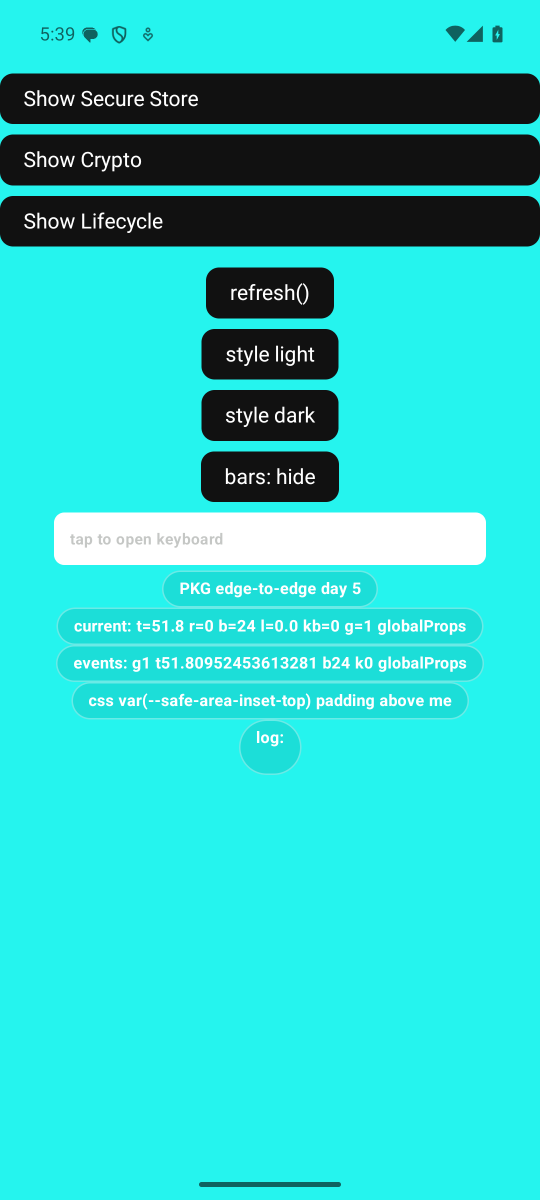 5:39
Show Secure Store
Show Crypto
Show Lifecycle
refresh()
style light
style dark
bars: hide
tap to open keyboard
PKG edge-to-edge day 5
current: t=51.8 r=0 b=24 l=0.0 kb=0 g=1 globalProps
events: g1 t51.80952453613281 b24 k0 globalProps
css var(--safe-area-inset-top) padding above me
log: